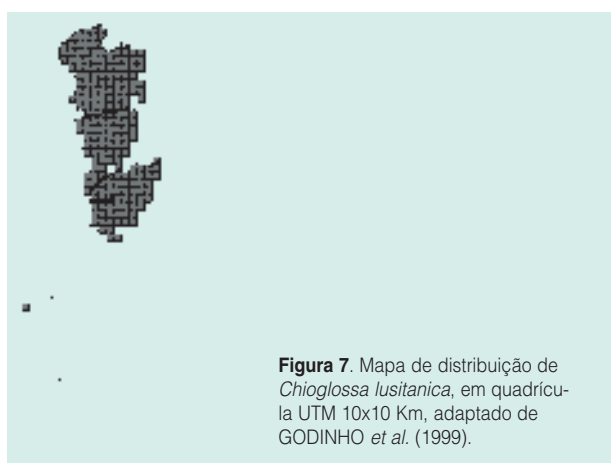 Figura 7. Mapa de distribuição de
Chioglossa lusitanica, em quadrícu-
la UTM 10x10 Km, adaptado de
GODINHO et al. (1999).